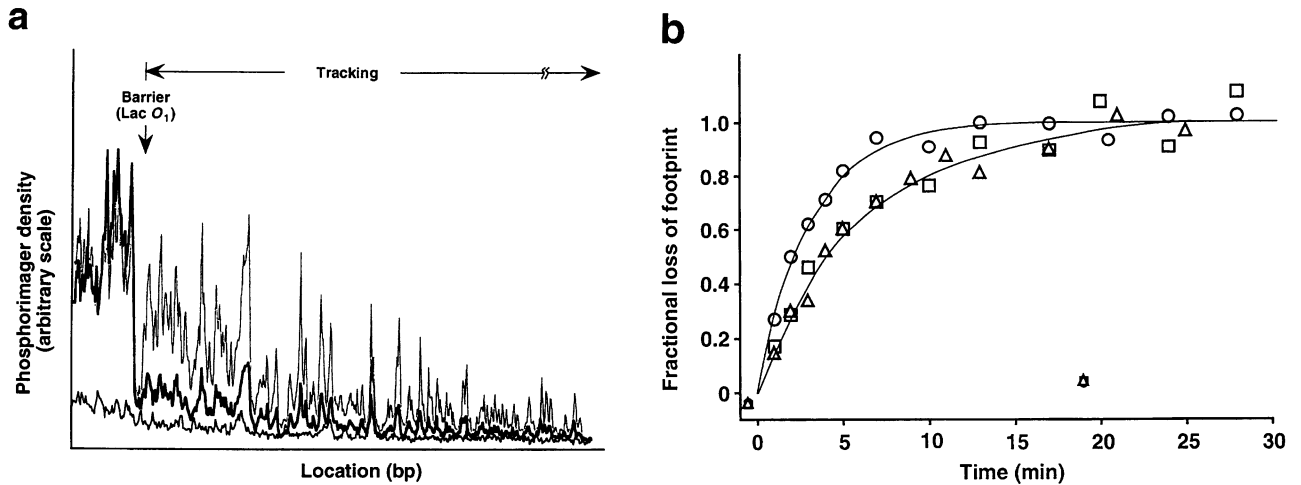 a
Tracking
Barrier
(Lac O1)
Phosphorimager density
(arbitrary scale)
Location (bp)
b
Fractional loss of footprint
1.0
0.8
0.6
0.4
0.2
0
0 5 10 15 20 25 30
Time (min)